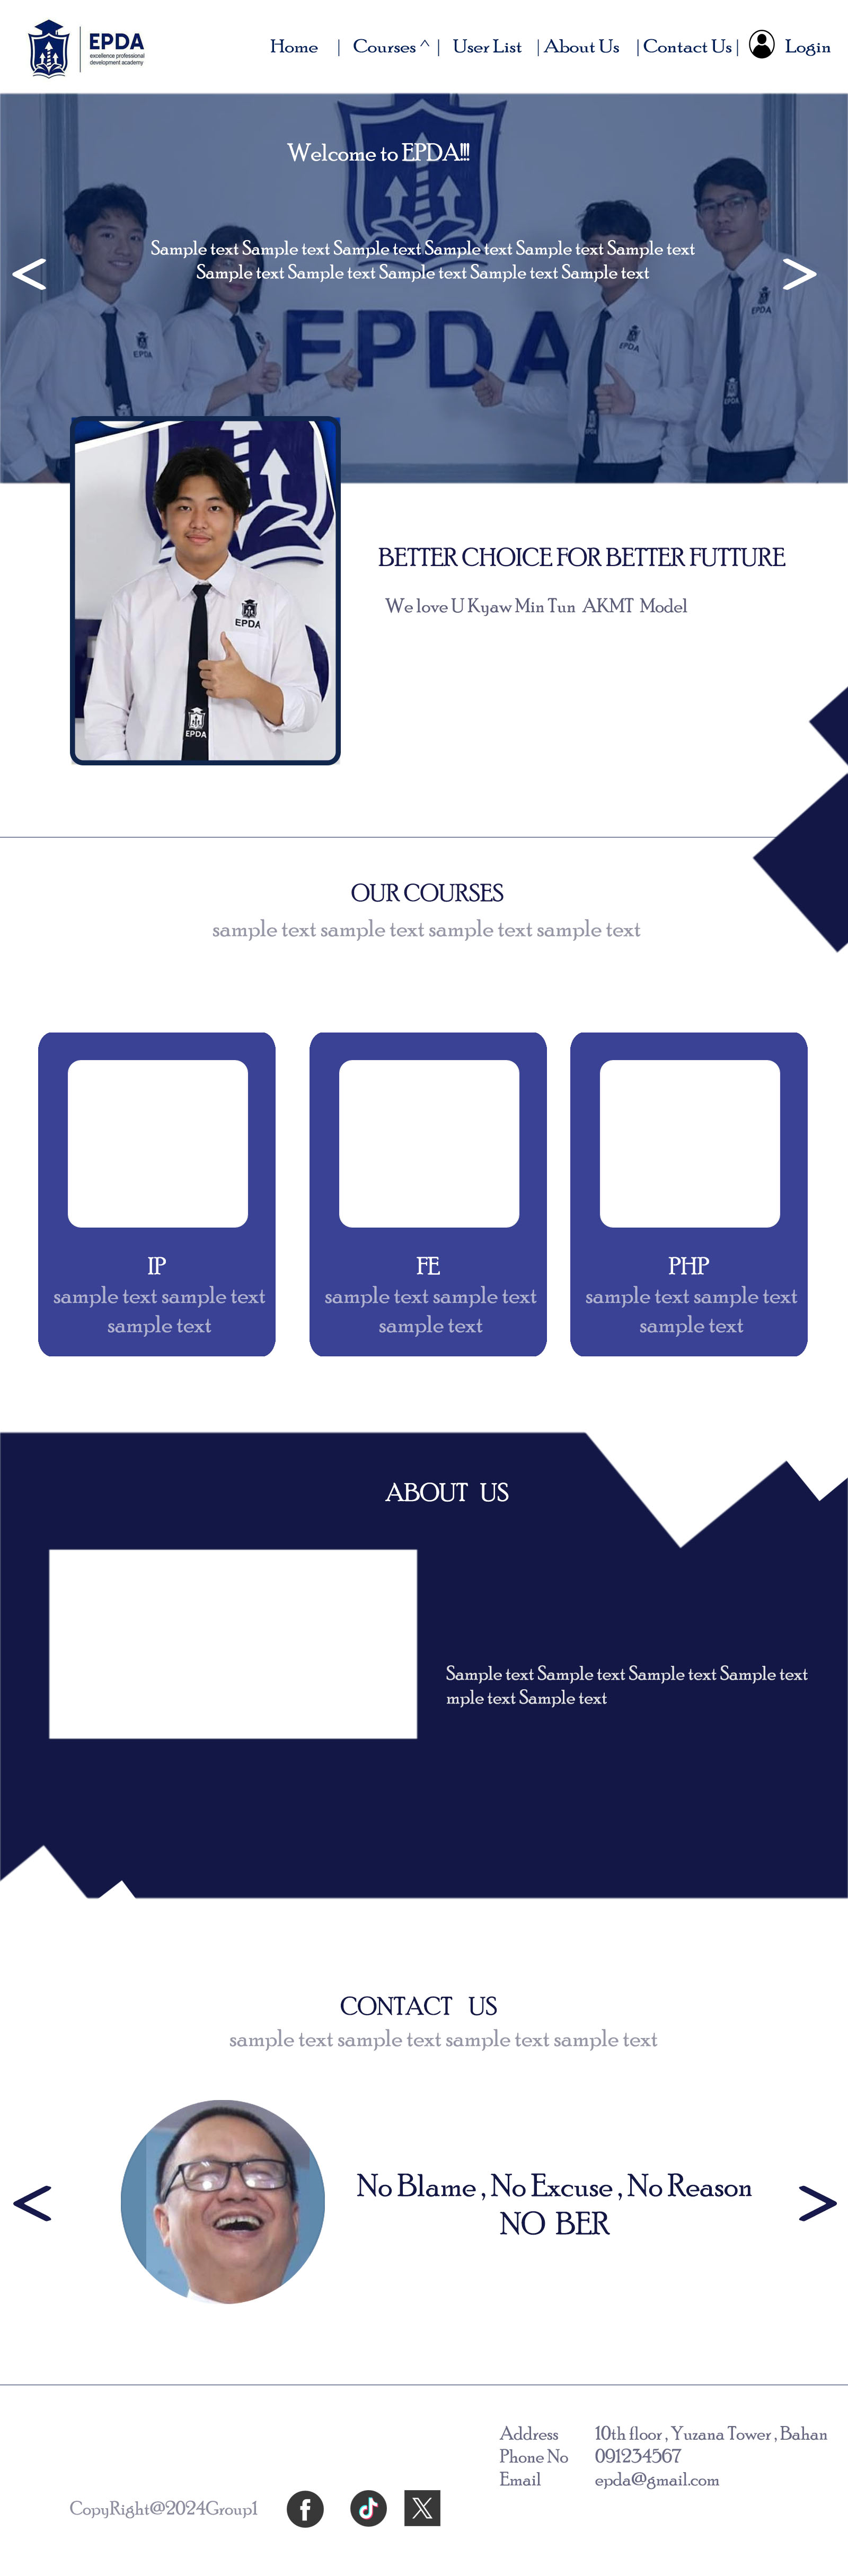 EPDA
excellence professional
development academy
Home | Courses ^ | User List | About Us | Contact Us | Login
Welcome to EPDA!!!
Sample text Sample text Sample text Sample text Sample text Sample text
Sample text Sample text Sample text Sample text Sample text
< >
EPDA
EPDA
EPDA
EPDA
EPDA
EPDA
EPDA
BETTER CHOICE FOR BETTER FUTTURE
We love U Kyaw Min Tun AKMT Model
OUR COURSES
sample text sample text sample text sample text
IP
sample text sample text
sample text
FE
sample text sample text
sample text
PHP
sample text sample text
sample text
ABOUT US
Sample text Sample text Sample text Sample text
mple text Sample text
CONTACT US
sample text sample text sample text sample text
< >
No Blame , No Excuse , No Reason
NO BER
Address 10th floor , Yuzana Tower , Bahan
Phone No 091234567
Email epda@gmail.com
CopyRight@2024Group1